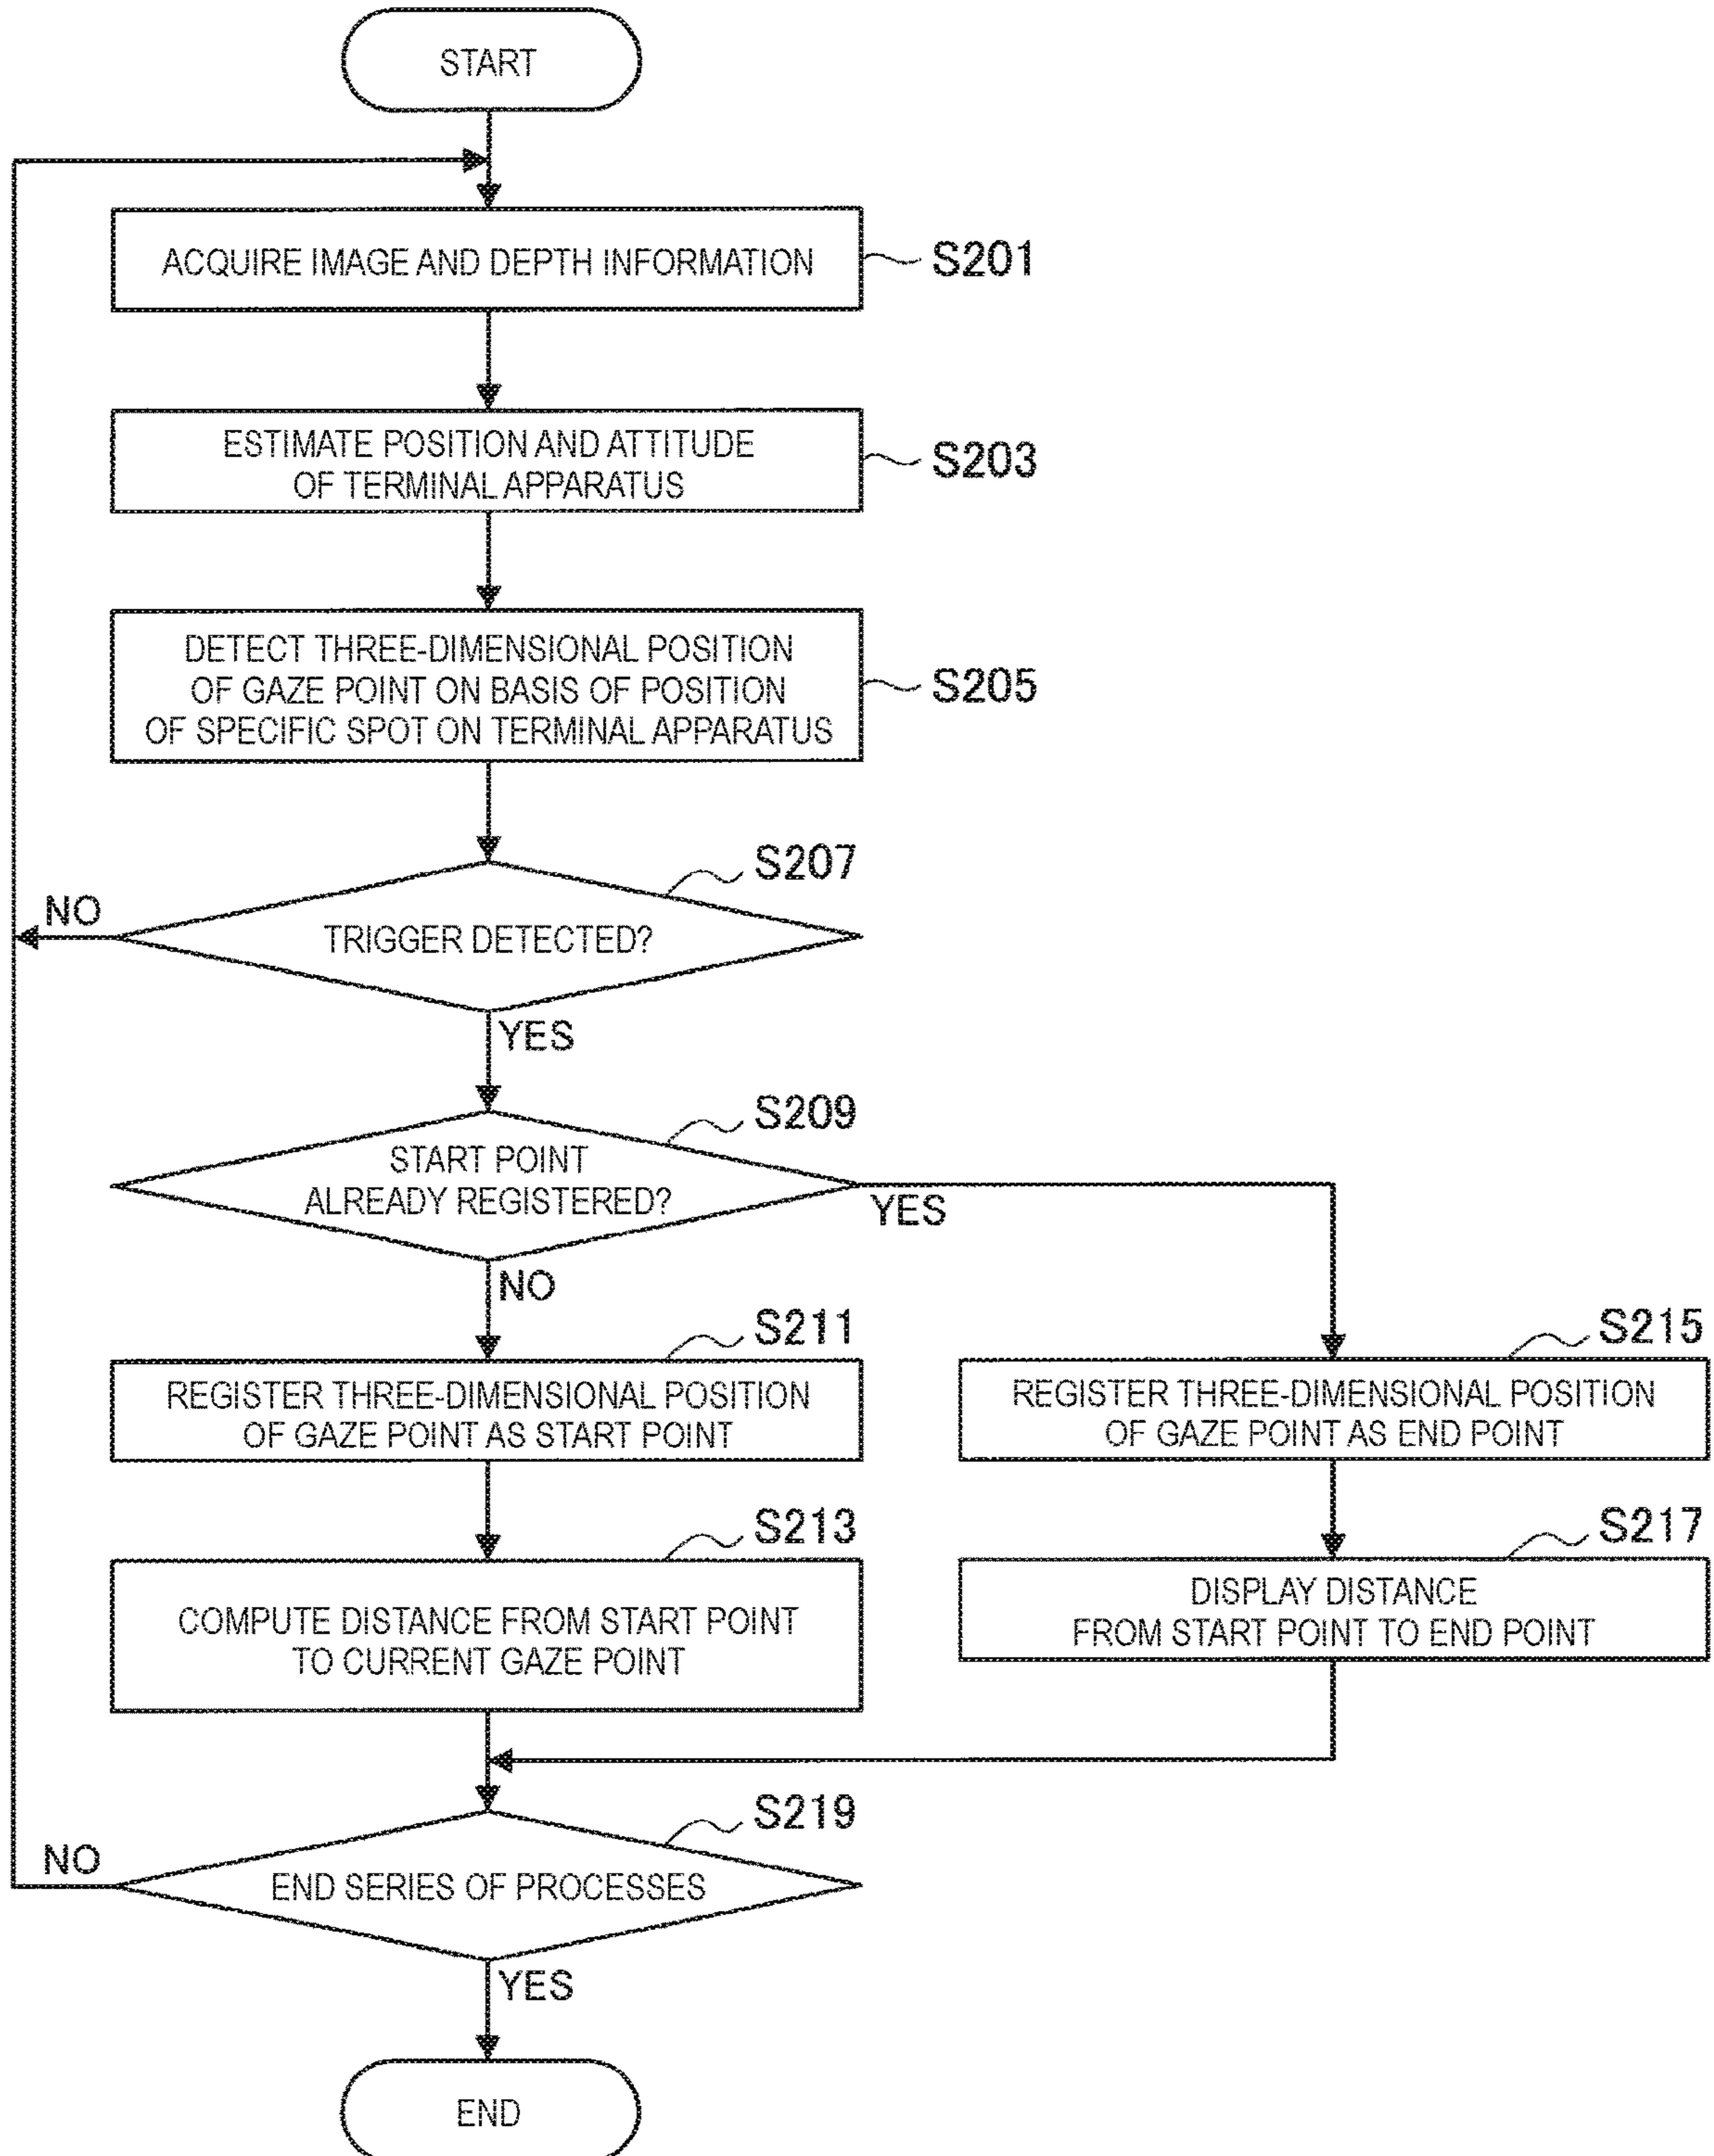 START
ACQUIRE IMAGE AND DEPTH INFORMATION
S201
ESTIMATE POSITION AND ATTITUDE
OF TERMINAL APPARATUS
S203
DETECT THREE-DIMENSIONAL POSITION
OF GAZE POINT ON BASIS OF POSITION
OF SPECIFIC SPOT ON TERMINAL APPARATUS
S205
S207
NO
TRIGGER DETECTED?
YES
S209
START POINT
ALREADY REGISTERED?
YES
NO
S211
REGISTER THREE-DIMENSIONAL POSITION
OF GAZE POINT AS START POINT
S215
REGISTER THREE-DIMENSIONAL POSITION
OF GAZE POINT AS END POINT
S213
COMPUTE DISTANCE FROM START POINT
TO CURRENT GAZE POINT
S217
DISPLAY DISTANCE
FROM START POINT TO END POINT
S219
NO
END SERIES OF PROCESSES
YES
END